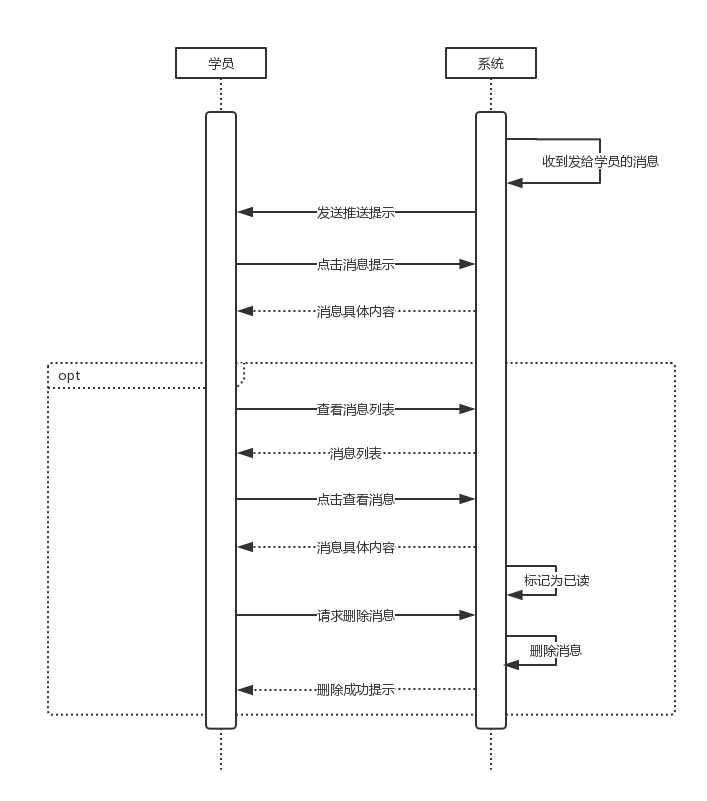 学员
系统
收到发给学员的消息
发送推送提示
点击消息提示
消息具体内容
opt
查看消息列表
消息列表
点击查看消息
消息具体内容
标记为已读
请求删除消息
删除消息
删除成功提示